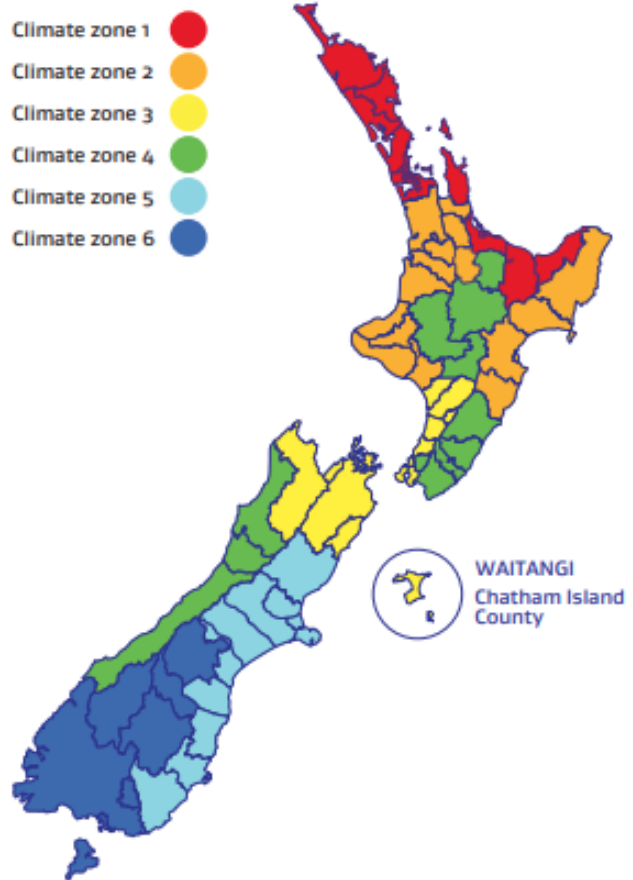 Climate zone 1
Climate zone 2
Climate zone 3
Climate zone 4
Climate zone 5
Climate zone 6
WAITANGI
Chatham Island
County